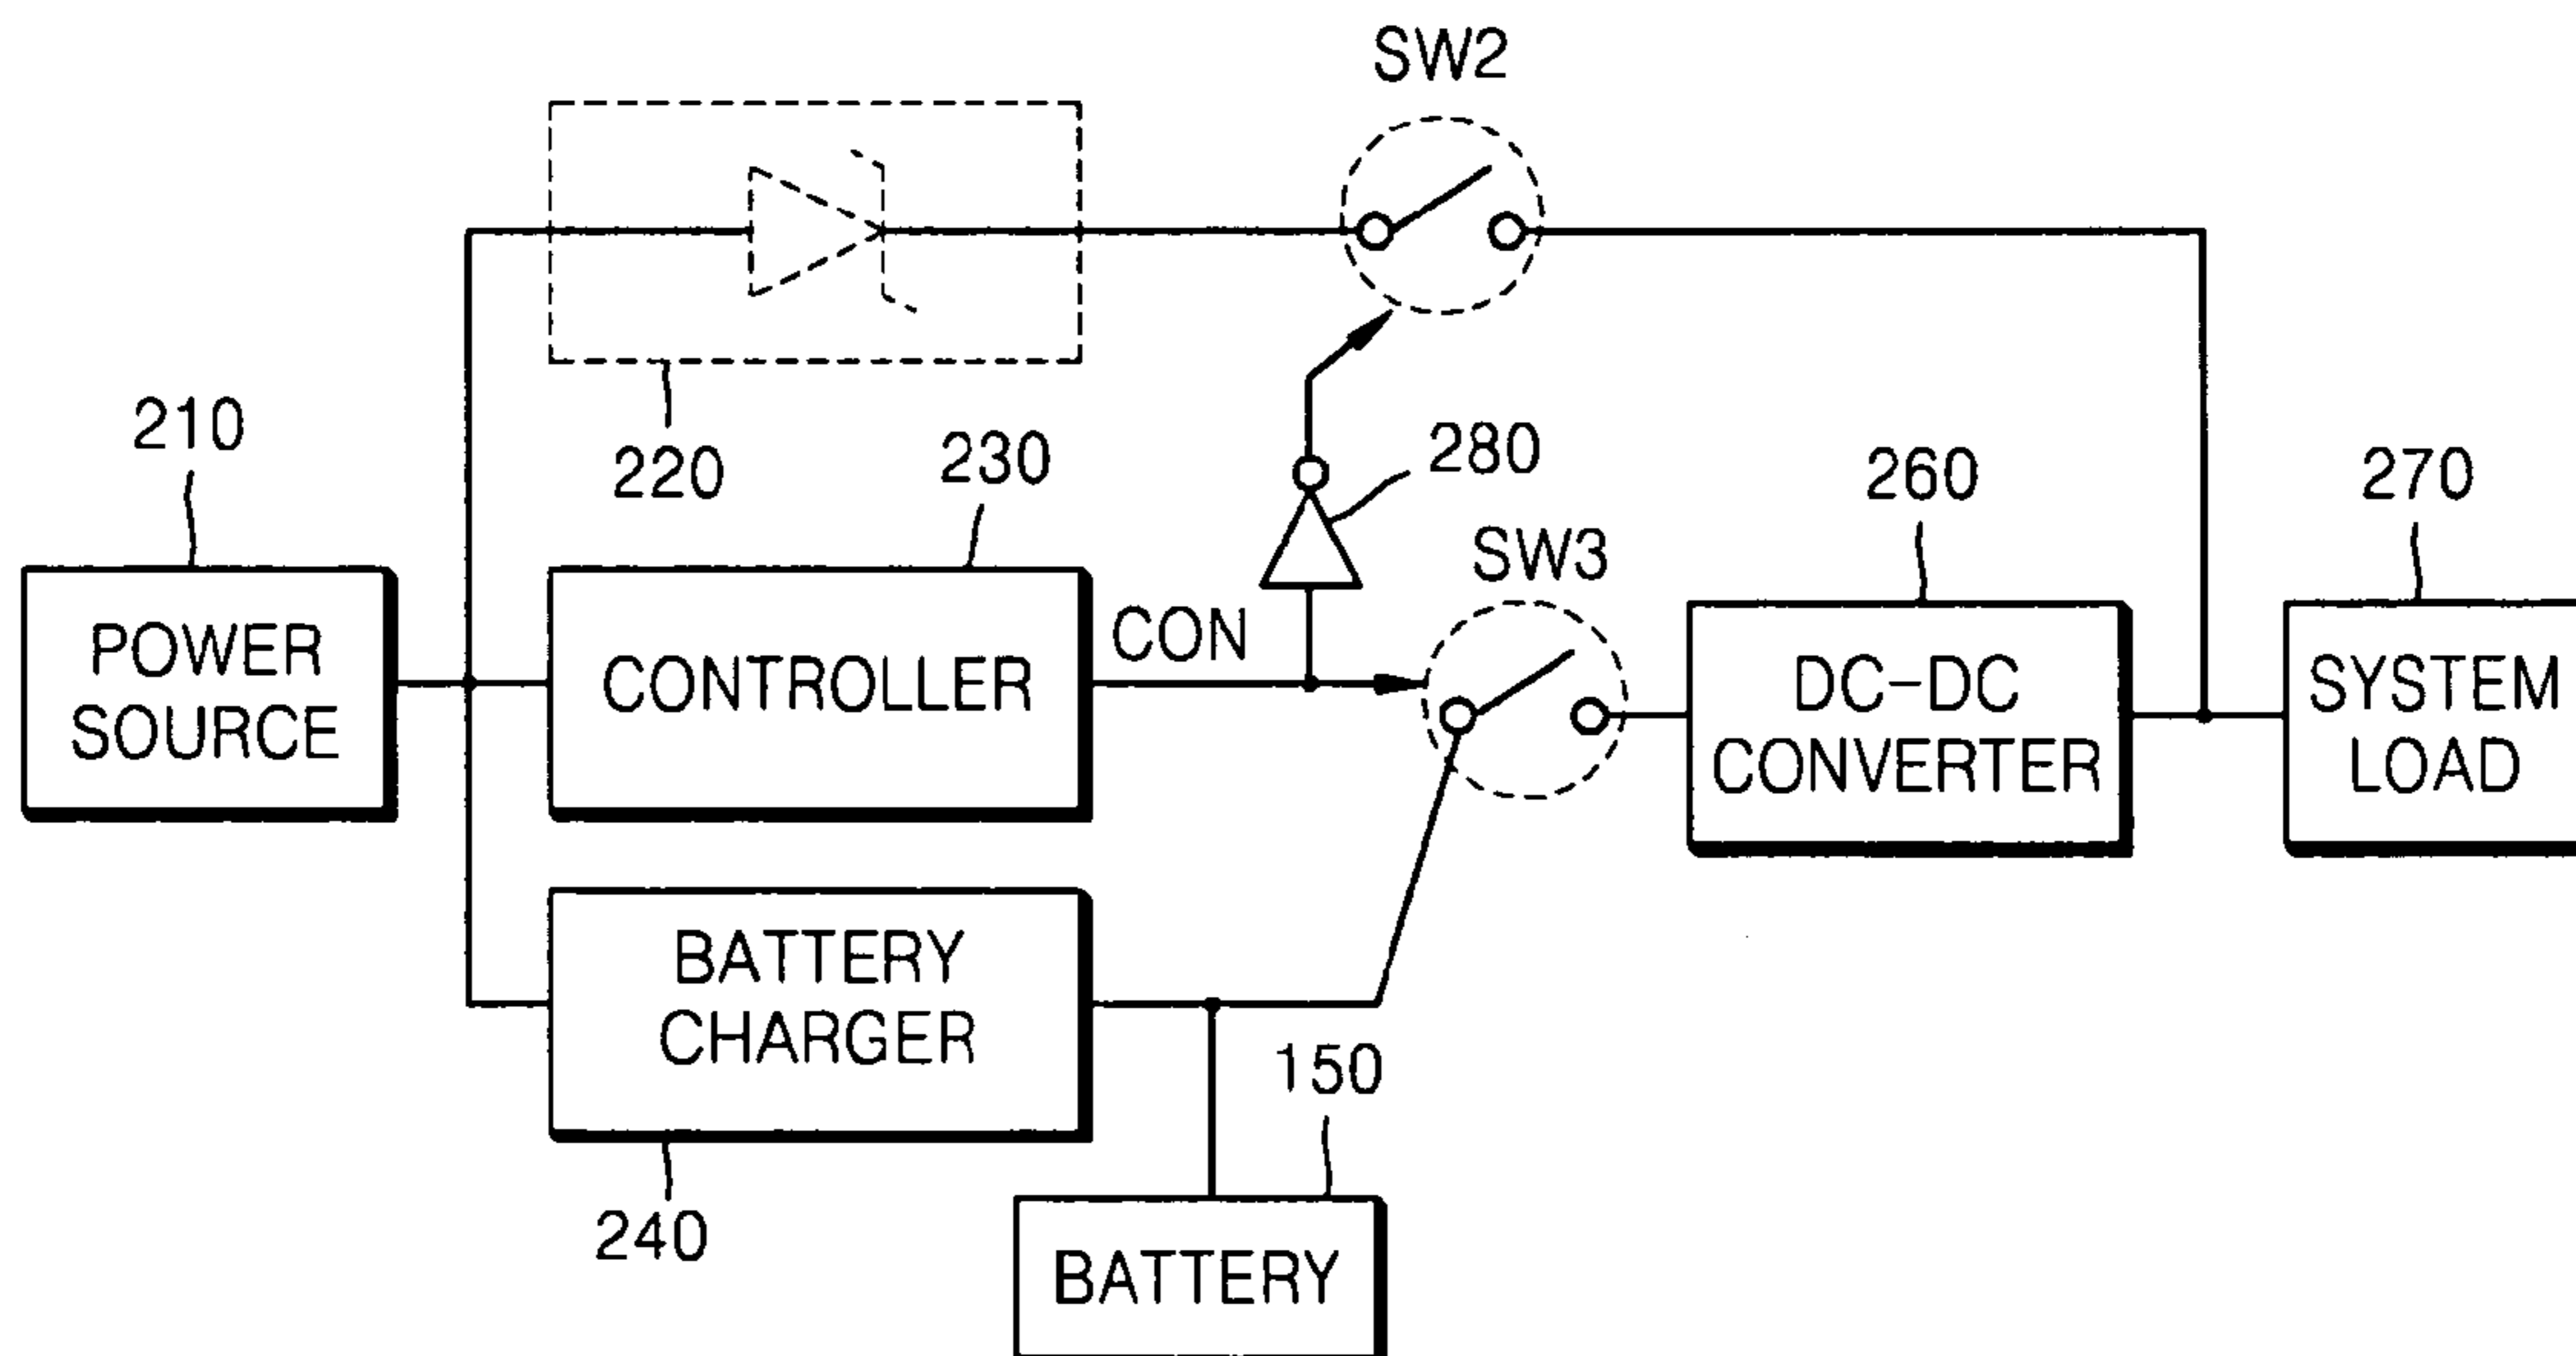 SW2
210
220
230
280
260
270
SW3
POWER
SOURCE
CONTROLLER
CON
DC-DC
CONVERTER
SYSTEM
LOAD
BATTERY
CHARGER
150
240
BATTERY